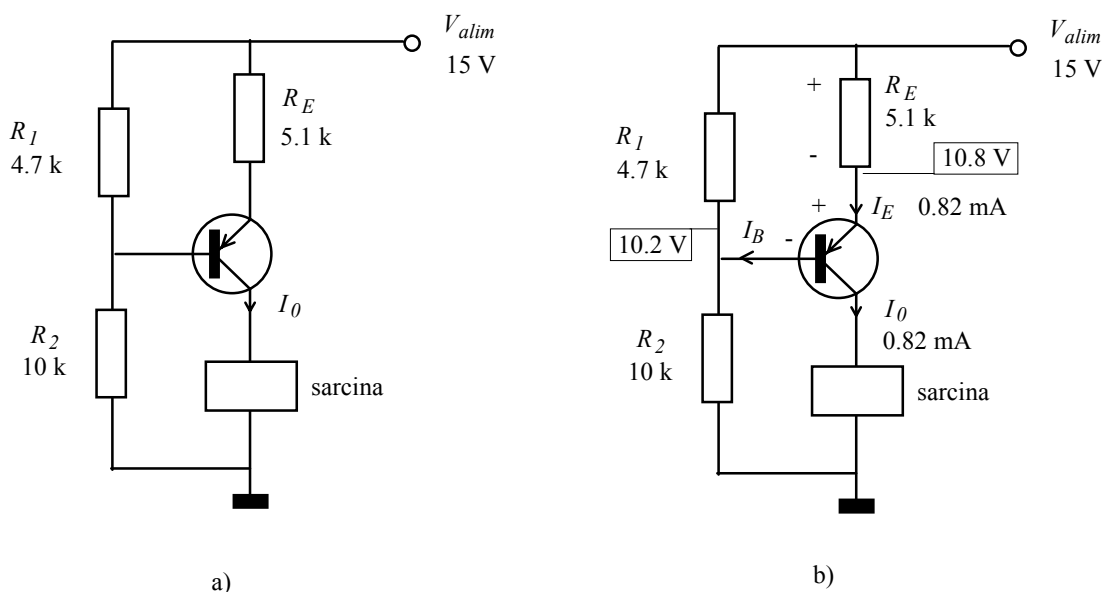 V_alim
15 V
R_E
5.1 k
R_1
4.7 k
I_0
R_2
10 k
sarcina
a)
V_alim
15 V
+
R_E
5.1 k
R_1
4.7 k
-
10.8 V
+
I_E 0.82 mA
10.2 V
I_B
-
I_0
0.82 mA
R_2
10 k
sarcina
b)